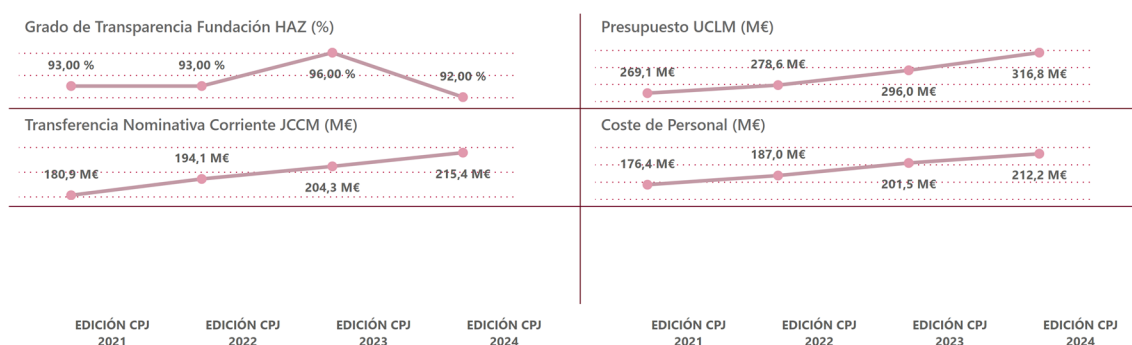 Grado de Transparencia Fundación HAZ (%)
93,00 %
93,00 %
96,00 %
92,00 %
Presupuesto UCLM (M€)
269,1 M€
278,6 M€
296,0 M€
316,8 M€
Transferencia Nominativa Corriente JCCM (M€)
180,9 M€
194,1 M€
204,3 M€
215,4 M€
Coste de Personal (M€)
176,4 M€
187,0 M€
201,5 M€
212,2 M€
EDICIÓN CPJ
2021
EDICIÓN CPJ
2022
EDICIÓN CPJ
2023
EDICIÓN CPJ
2024
EDICIÓN CPJ
2021
EDICIÓN CPJ
2022
EDICIÓN CPJ
2023
EDICIÓN CPJ
2024